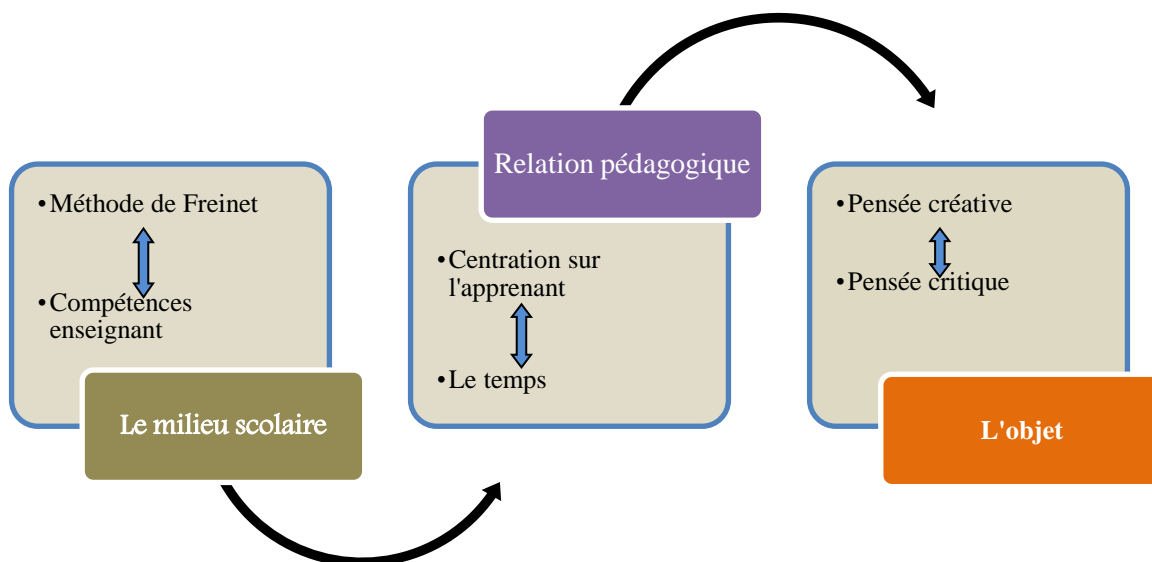 •Méthode de Freinet
•Compétences
enseignant
Le milieu scolaire
Relation pédagogique
•Centration sur
l'apprenant
•Le temps
•Pensée créative
•Pensée critique
L'objet